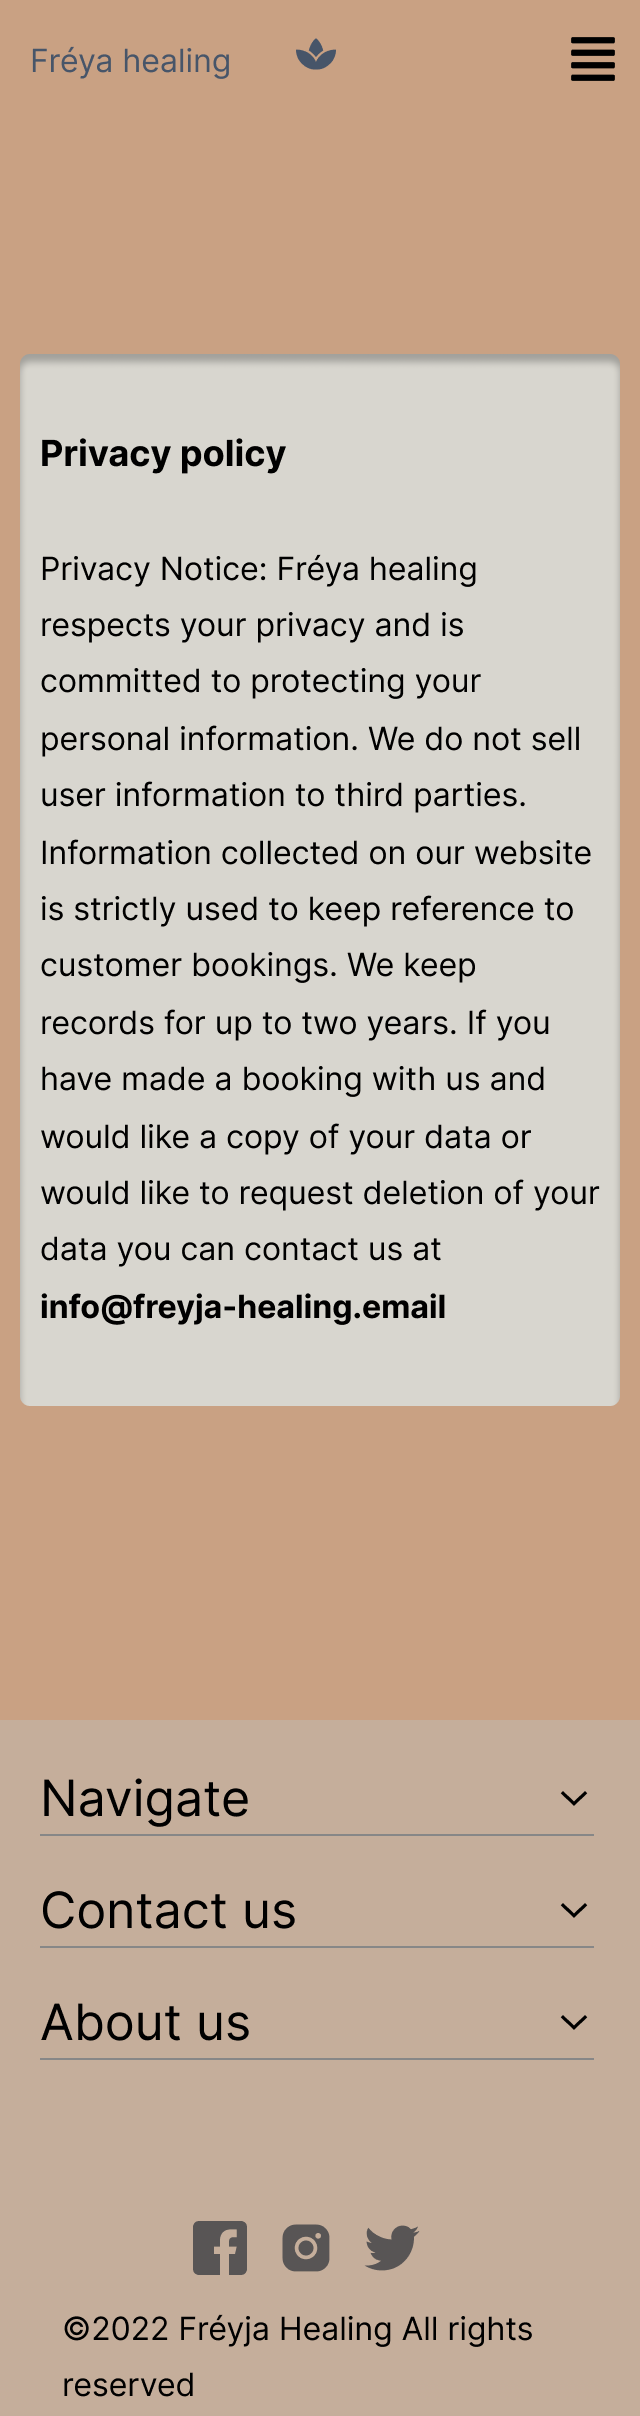 Fréya healing
Privacy policy
Privacy Notice: Fréya healing
respects your privacy and is
committed to protecting your
personal information. We do not sell
user information to third parties.
Information collected on our website
is strictly used to keep reference to
customer bookings. We keep
records for up to two years. If you
have made a booking with us and
would like a copy of your data or
would like to request deletion of your
data you can contact us at
info@freyja-healing.email
Navigate
Contact us
About us
©2022 Fréyja Healing All rights
reserved